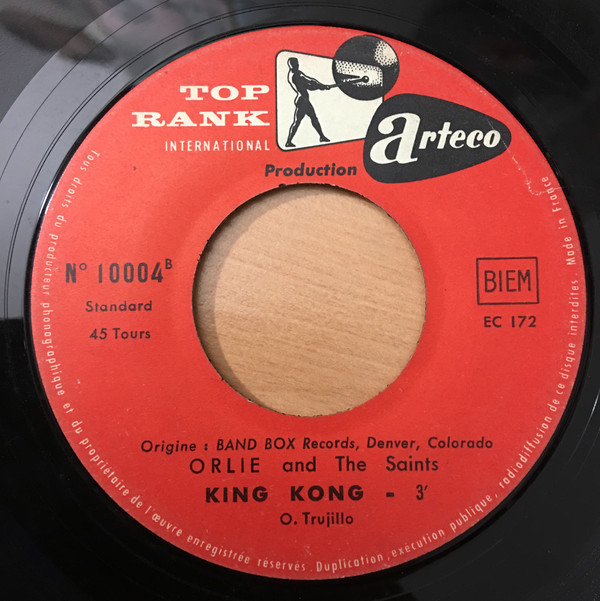 TOP
RANK
INTERNATIONAL
arteco
Production
N° 10004 B
Standard
45 Tours
BIEM
EC 172
Origine : BAND BOX Records, Denver, Colorado
ORLIE and The Saints
KING KONG - 3'
O. Trujillo
Tous droits du producteur phonographique et du propriétaire de l'œuvre enregistrée réservés. Duplication, exécution publique, radiodiffusion de ce disque interdites. Made in France